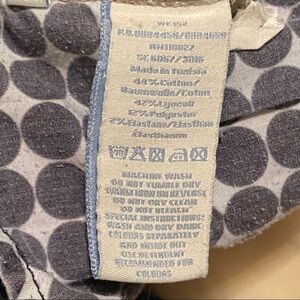 Made in Tunisia
44% Cotton/
Baumwolle/Coton
42% Lyocell
12% Polyester
2% Elastane/Elasthan/
Élasthanne
MACHINE WASH
DO NOT TUMBLE DRY
WARM IRON ON REVERSE
DO NOT DRY CLEAN
DO NOT BLEACH
SPECIAL INSTRUCTIONS:
WASH AND DRY DARK
COLOURS SEPARATELY
AND INSIDE OUT
USE DETERGENT
RECOMMENDED FOR
COLOURS